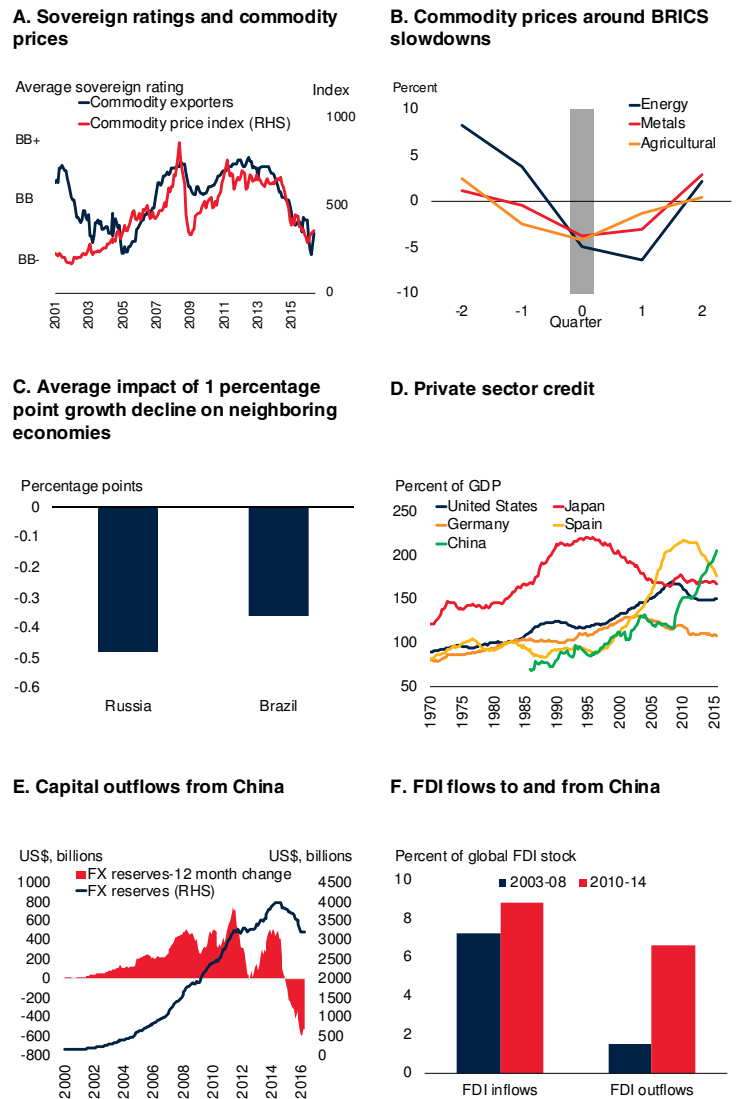 A. Sovereign ratings and commodity
prices
Average sovereign rating
Index
Commodity exporters
Commodity price index (RHS)
BB+
BB
BB-
1000
500
0
2001
2003
2005
2007
2009
2011
2013
2015
B. Commodity prices around BRICS
slowdowns
Percent
Energy
Metals
Agricultural
10
5
0
-5
-10
-2
-1
0
1
2
Quarter
C. Average impact of 1 percentage
point growth decline on neighboring
economies
Percentage points
0
-0.1
-0.2
-0.3
-0.4
-0.5
-0.6
Russia
Brazil
D. Private sector credit
Percent of GDP
United States
Japan
Germany
Spain
China
250
200
150
100
50
1970
1975
1980
1985
1990
1995
2000
2005
2010
2015
E. Capital outflows from China
US$, billions
US$, billions
FX reserves-12 month change
FX reserves (RHS)
1000
800
600
400
200
0
-200
-400
-600
-800
4500
4000
3500
3000
2500
2000
1500
1000
500
0
2000
2002
2004
2006
2008
2010
2012
2014
2016
F. FDI flows to and from China
Percent of global FDI stock
2003-08
2010-14
10
8
6
4
2
0
FDI inflows
FDI outflows